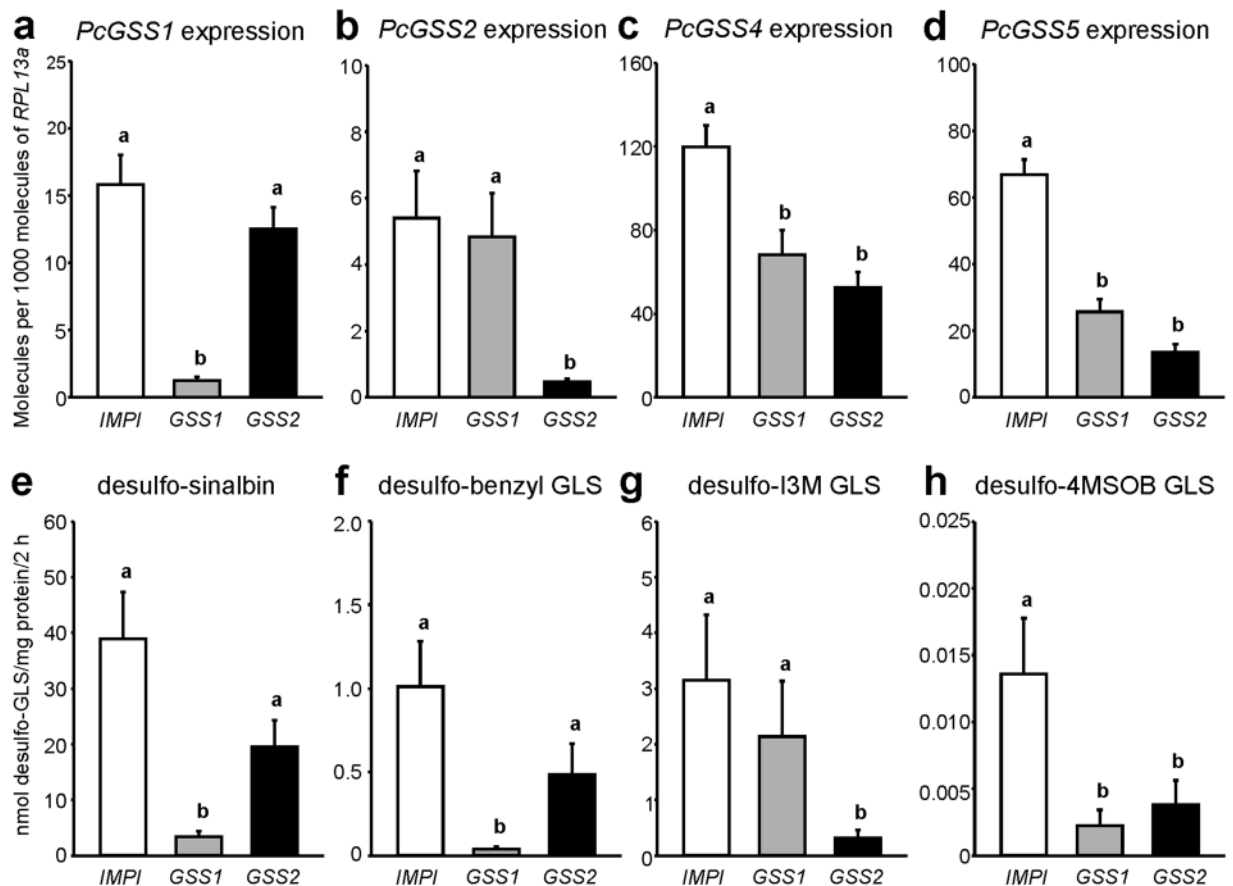 a PcGSS1 expression
b PcGSS2 expression
c PcGSS4 expression
d PcGSS5 expression
Molecules per 1000 molecules of RPL13a
25
20
15
10
5
0
a
b
a
IMPI GSS1 GSS2
10
8
6
4
2
0
a
a
b
IMPI GSS1 GSS2
160
120
80
40
0
a
b
b
IMPI GSS1 GSS2
100
80
60
40
20
0
a
b
b
IMPI GSS1 GSS2
e desulfo-sinalbin
f desulfo-benzyl GLS
g desulfo-I3M GLS
h desulfo-4MSOB GLS
nmol desulfo-GLS/mg protein/2 h
60
50
40
30
20
10
0
a
b
a
IMPI GSS1 GSS2
2.0
1.5
1.0
0.5
0
a
b
a
IMPI GSS1 GSS2
6
5
4
3
2
1
0
a
a
b
IMPI GSS1 GSS2
0.025
0.020
0.015
0.010
0.005
0
a
b
b
IMPI GSS1 GSS2